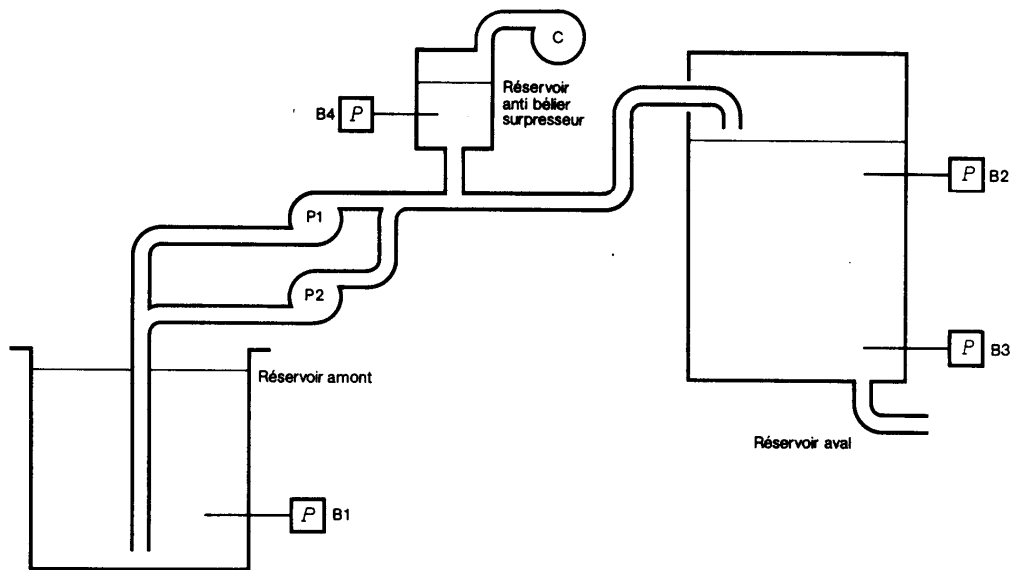 C
Réservoir
anti bélier
surpresseur
B4
P
P
B2
P1
P2
P
B3
Réservoir amont
Réservoir aval
P
B1